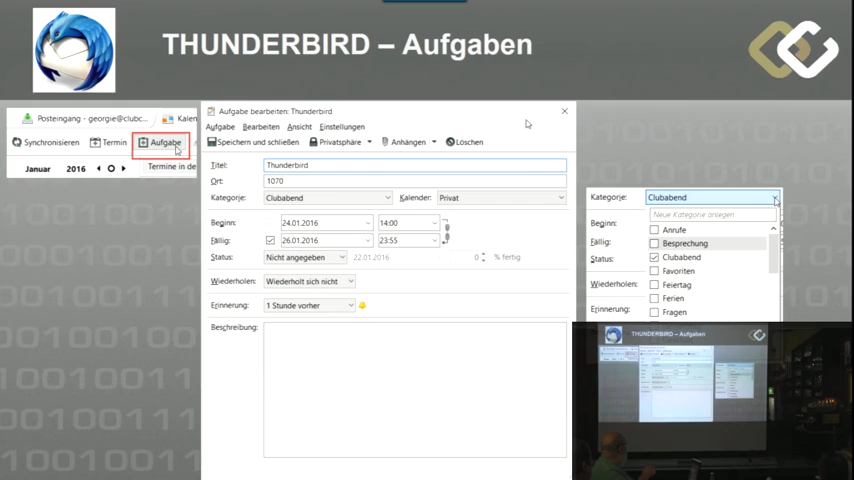 THUNDERBIRD – Aufgaben
Posteingang - georgie@clubc...
Kalen
Synchronisieren Termin Aufgabe
Januar 2016
Termine in de
Aufgabe bearbeiten: Thunderbird
Aufgabe Bearbeiten Ansicht Einstellungen
Speichern und schließen Privatsphäre Anhängen Löschen
Titel: Thunderbird
Ort: 1070
Kategorie: Clubabend Kalender: Privat
Beginn: 24.01.2016 14:00
Fällig: 26.01.2016 23:55
Status: Nicht angegeben 22.01.2016 0 % fertig
Wiederholen: Wiederholt sich nicht
Erinnerung: 1 Stunde vorher
Beschreibung:
Kategorie: Clubabend
Neue Kategorie anlegen
Beginn: Anrufe
Fällig: Besprechung
Status: Clubabend
Favoriten
Wiederholen: Feiertag
Ferien
Erinnerung: Fragen
THUNDERBIRD – Aufgaben